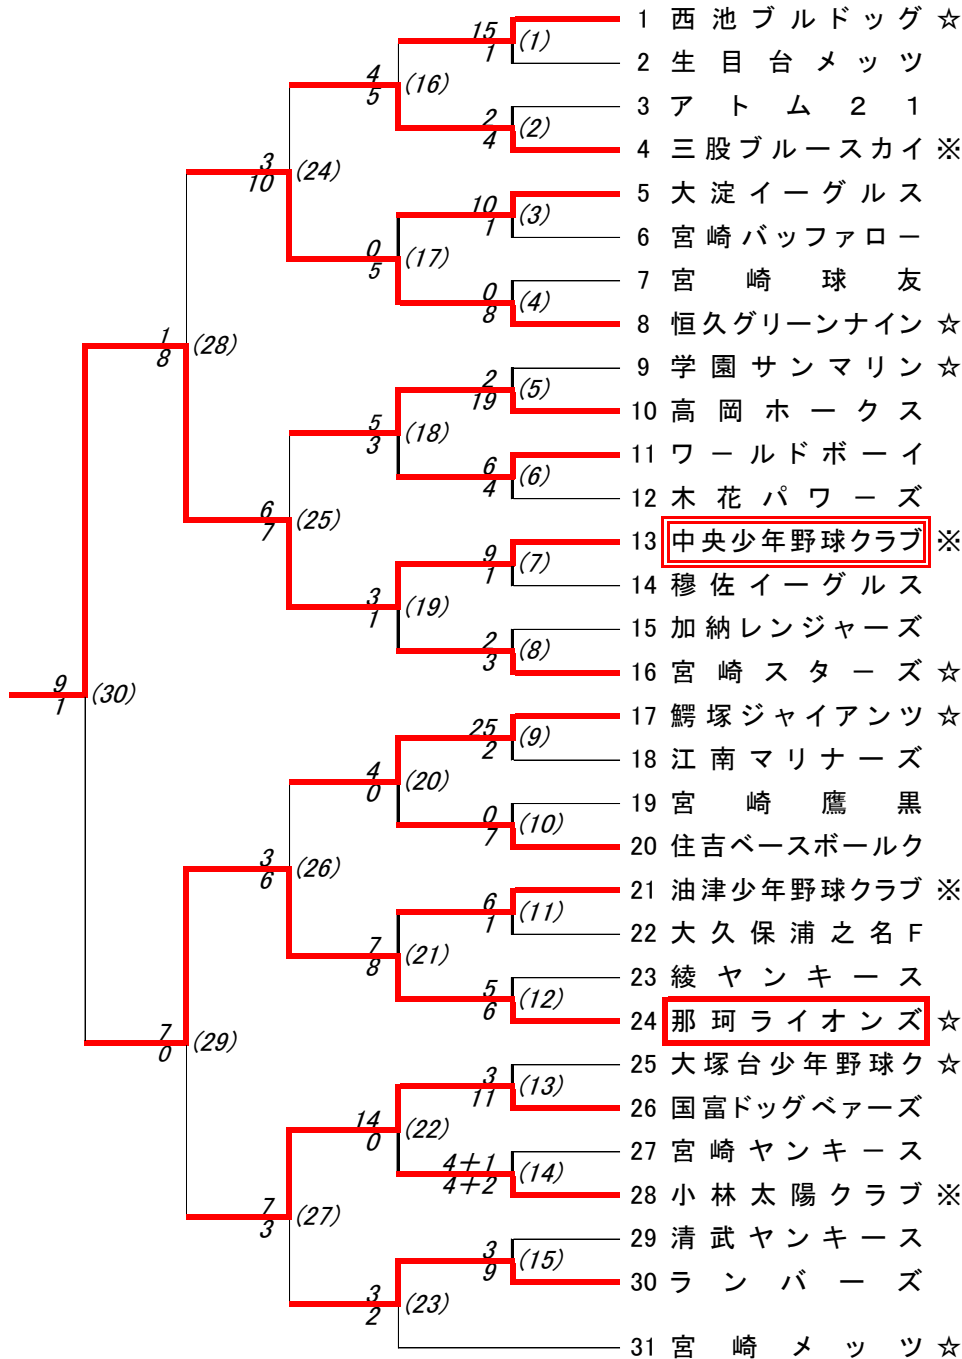 1 西池ブルドッグ ☆
15
1
(1)
2 生目台メッツ
4
5
(16)
3 アトム21
2
4
(2)
4 三股ブルースカイ ※
3
10
(24)
5 大淀イーグルス
10
1
(3)
6 宮崎バッファロー
0
5
(17)
7 宮崎球友
0
8
(4)
8 恒久グリーンナイン ☆
1
8
(28)
9 学園サンマリン ☆
2
19
(5)
10 高岡ホークス
5
3
(18)
11 ワールドボーイ
6
4
(6)
12 木花パワーズ
6
7
(25)
13 中央少年野球クラブ ※
9
1
(7)
14 穆佐イーグルス
3
1
(19)
15 加納レンジャーズ
2
3
(8)
16 宮崎スターズ ☆
9
1
(30)
17 鰐塚ジャイアンツ ☆
25
2
(9)
18 江南マリナーズ
4
0
(20)
19 宮崎鷹黒
0
7
(10)
20 住吉ベースボールク
3
6
(26)
21 油津少年野球クラブ ※
6
1
(11)
22 大久保浦之名F
7
8
(21)
23 綾ヤンキース
5
6
(12)
24 那珂ライオンズ ☆
7
0
(29)
25 大塚台少年野球ク ☆
3
11
(13)
26 国富ドッグベァーズ
14
0
(22)
27 宮崎ヤンキース
4+1
4+2
(14)
28 小林太陽クラブ ※
7
3
(27)
29 清武ヤンキース
3
9
(15)
30 ランバーズ
3
2
(23)
31 宮崎メッツ ☆